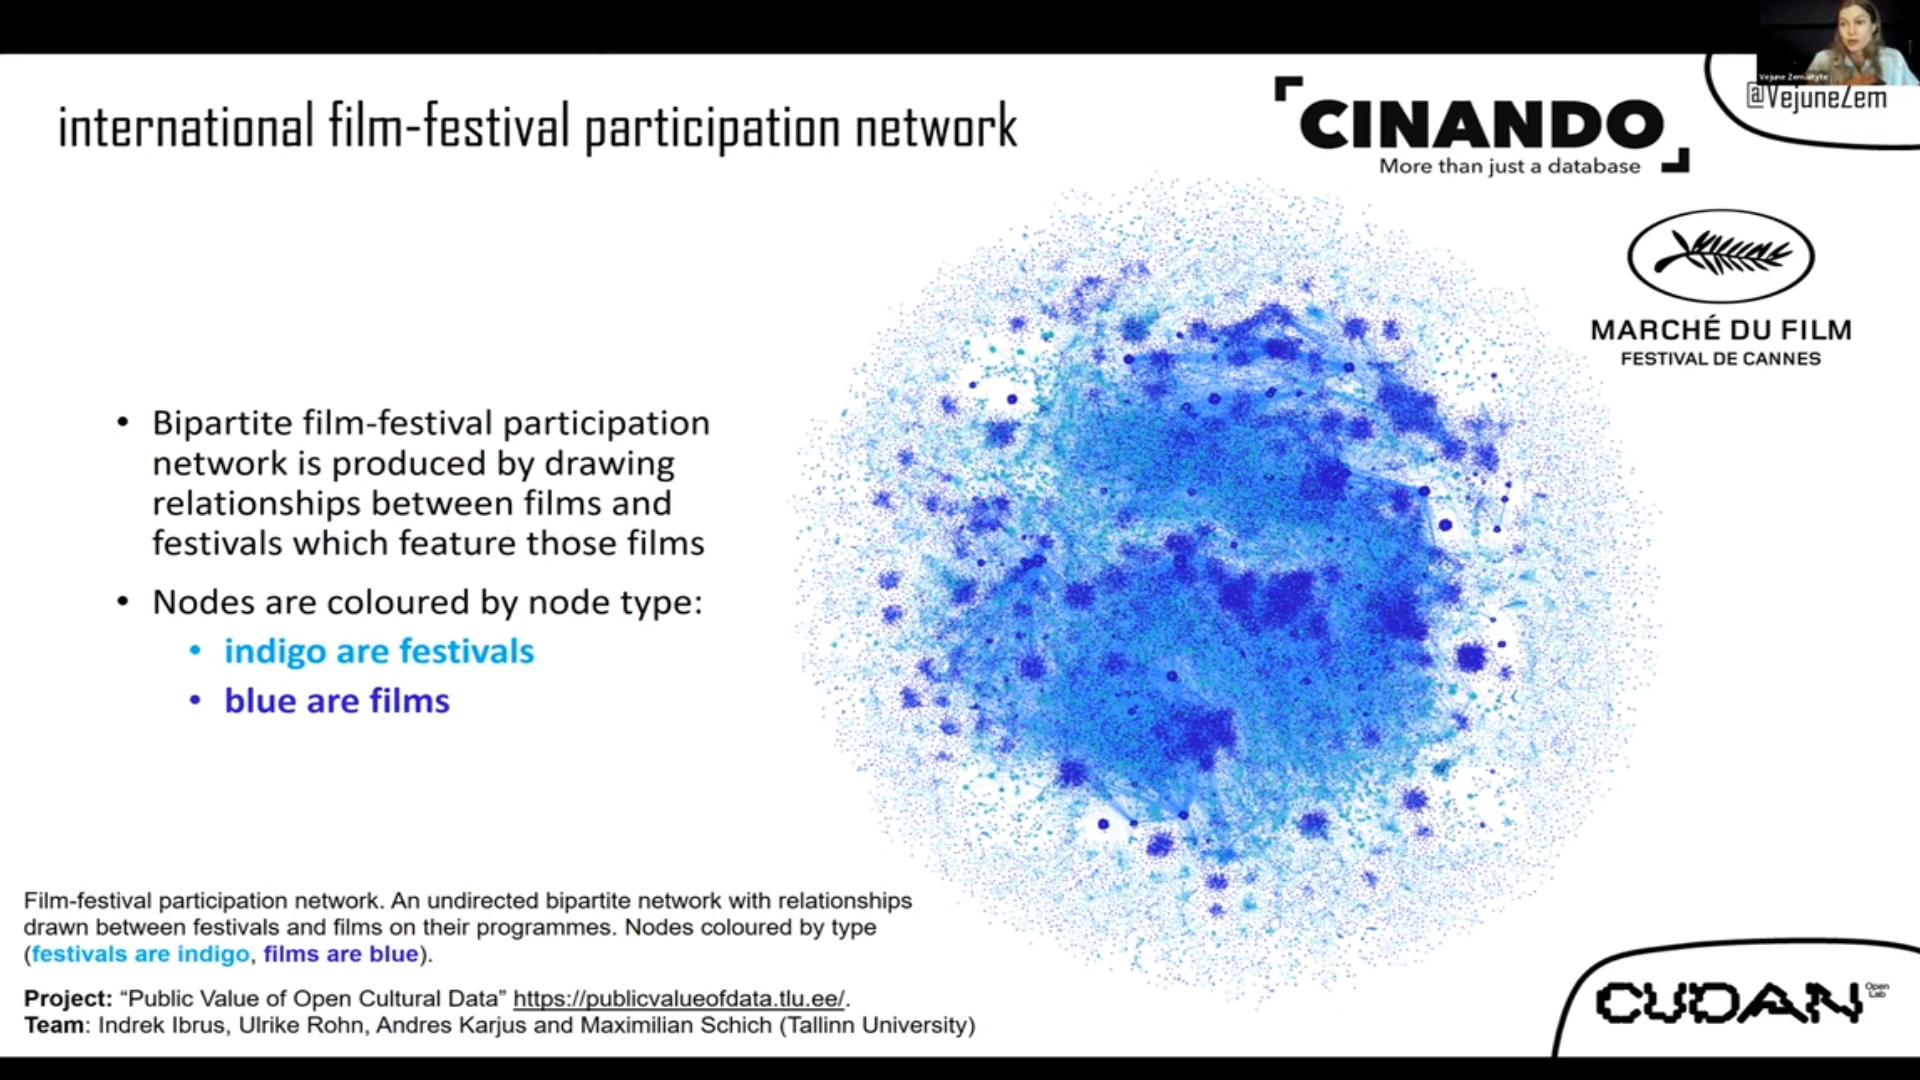 Vejune Zemaityte
@VejuneZem
international film-festival participation network
CINANDO
More than just a database
MARCHÉ DU FILM
FESTIVAL DE CANNES
• Bipartite film-festival participation
network is produced by drawing
relationships between films and
festivals which feature those films
• Nodes are coloured by node type:
• indigo are festivals
• blue are films
Film-festival participation network. An undirected bipartite network with relationships
drawn between festivals and films on their programmes. Nodes coloured by type
(festivals are indigo, films are blue).
Project: “Public Value of Open Cultural Data” https://publicvalueofdata.tlu.ee/.
Team: Indrek Ibrus, Ulrike Rohn, Andres Karjus and Maximilian Schich (Tallinn University)
CUDAN
Open
Lab